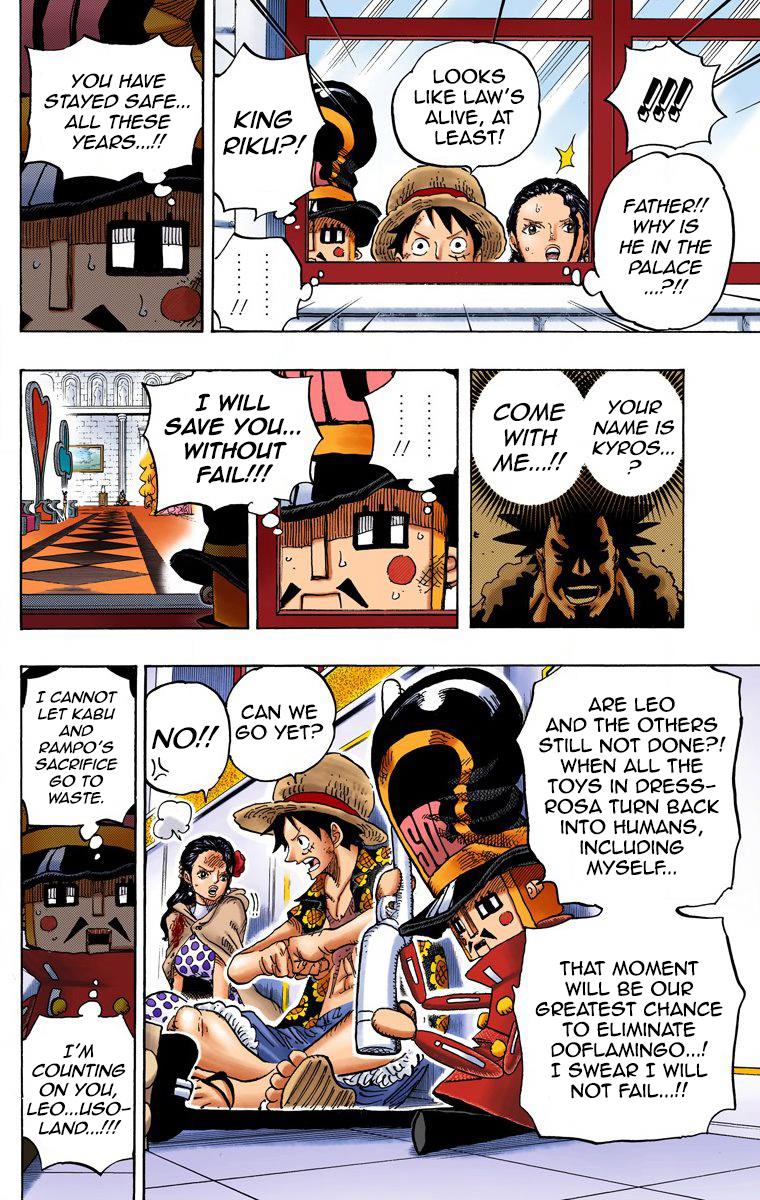 !!!!
FATHER!!
WHY IS
HE IN THE
PALACE
...?!!
LOOKS
LIKE LAW'S
ALIVE, AT
LEAST!
KING
RIKU?!
......!!
YOU HAVE
STAYED SAFE...
ALL THESE
YEARS...!!
YOUR
NAME IS
KYROS...
?
COME
WITH
ME...!!
............
I WILL
SAVE YOU...
WITHOUT
FAIL!!!
ARE LEO
AND THE OTHERS
STILL NOT DONE?!
WHEN ALL THE
TOYS IN DRESS-
ROSA TURN BACK
INTO HUMANS,
INCLUDING
MYSELF...
THAT MOMENT
WILL BE OUR
GREATEST CHANCE
TO ELIMINATE
DOFLAMINGO...!
I SWEAR I WILL
NOT FAIL...!!
CAN WE
GO YET?
NO!!
I CANNOT
LET KABU
AND
RAMPO'S
SACRIFICE
GO TO
WASTE.
I'M
COUNTING
ON YOU,
LEO...USO-
LAND...!!!